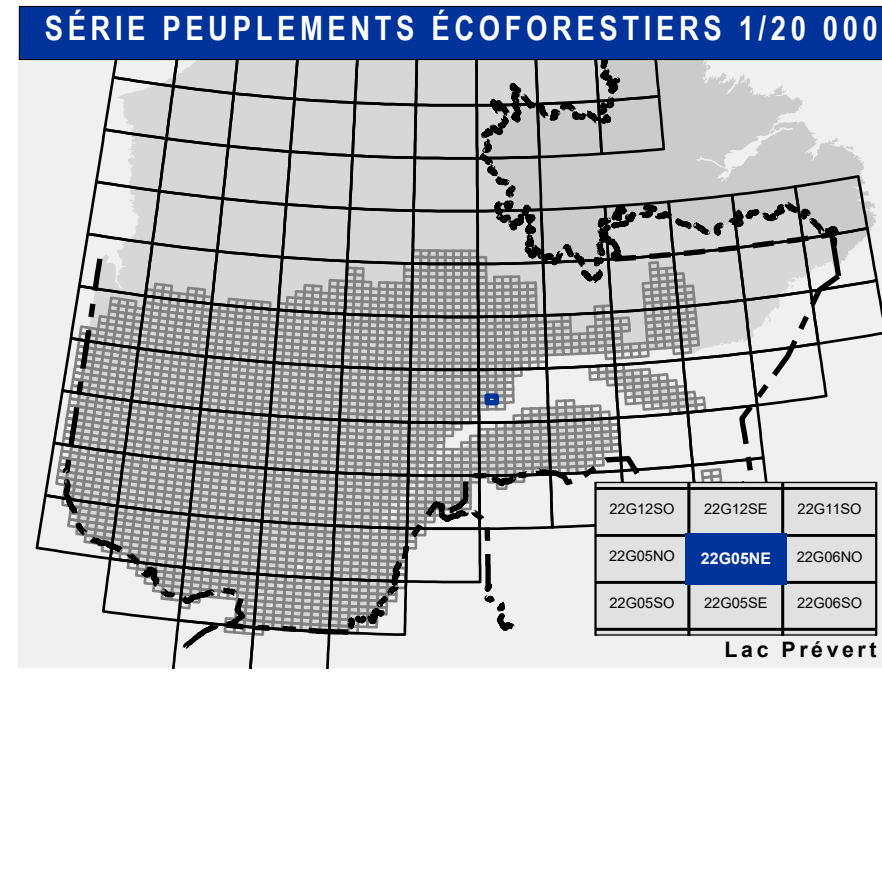 SÉRIE PEUPLEMENTS ÉCOFORESTIERS 1/20 000
22G12SO 22G12SE 22G11SO
22G05NO 22G05NE 22G06NO
22G05SO 22G05SE 22G06SO
Lac Prévert